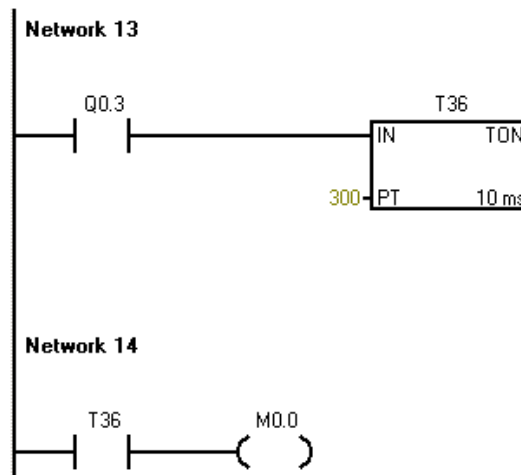 Network 13
Q0.3
T36
IN TON
300 PT 10 ms
Network 14
T36 M0.0